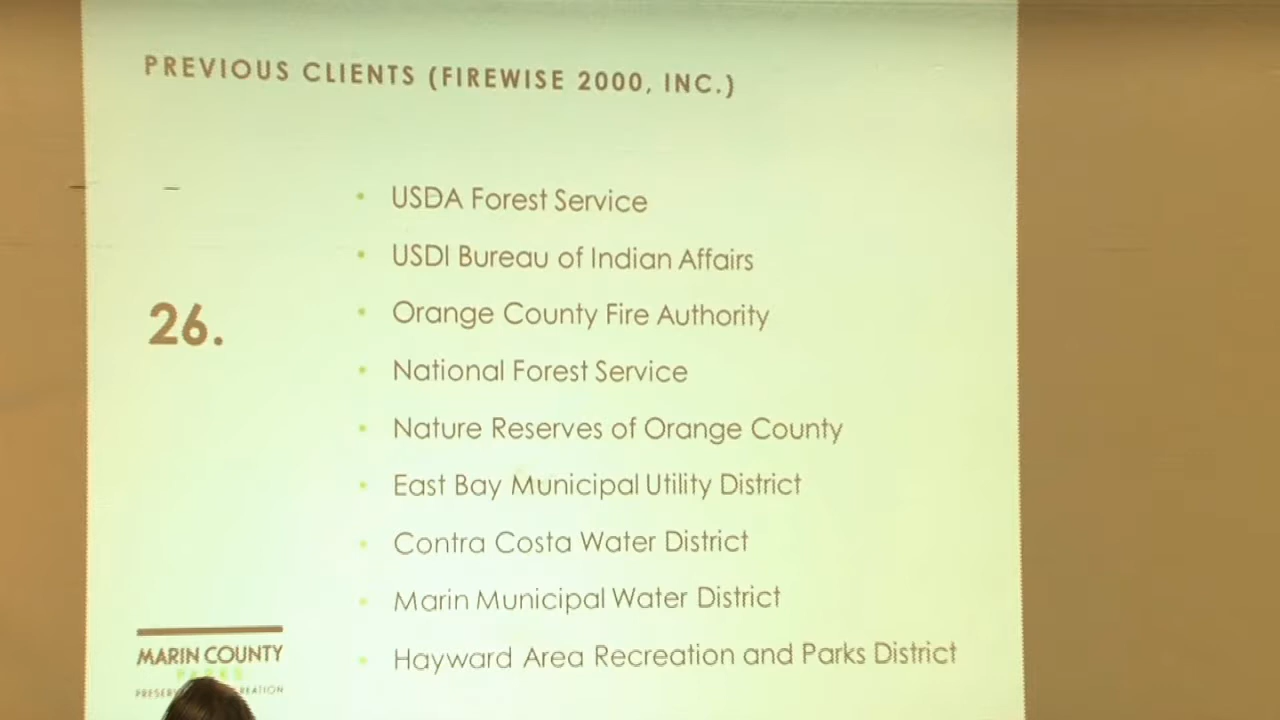 PREVIOUS CLIENTS (FIREWISE 2000, INC.)
• USDA Forest Service
• USDI Bureau of Indian Affairs
26.
• Orange County Fire Authority
• National Forest Service
• Nature Reserves of Orange County
• East Bay Municipal Utility District
• Contra Costa Water District
• Marin Municipal Water District
• Hayward Area Recreation and Parks District
MARIN COUNTY
PARKS